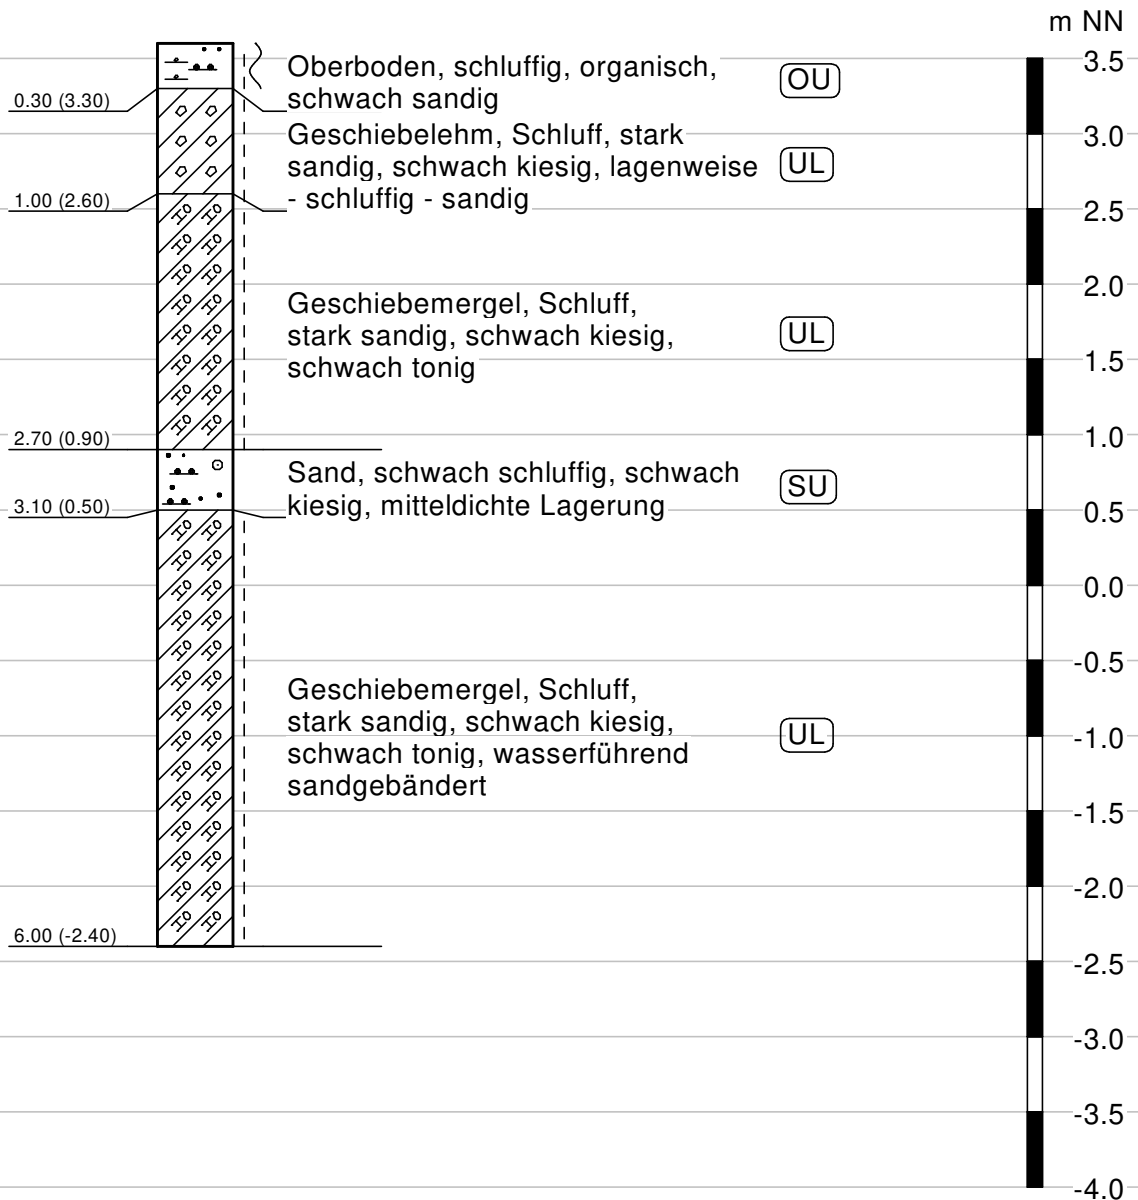 m NN
3.5
Oberboden, schluffig, organisch,
schwach sandig
OU
0.30 (3.30)
3.0
Geschiebelehm, Schluff, stark
sandig, schwach kiesig, lagenweise
- schluffig - sandig
UL
1.00 (2.60)
2.5
2.0
Geschiebemergel, Schluff,
stark sandig, schwach kiesig,
schwach tonig
UL
1.5
2.70 (0.90)
1.0
Sand, schwach schluffig, schwach
kiesig, mitteldichte Lagerung
SU
3.10 (0.50)
0.5
0.0
-0.5
Geschiebemergel, Schluff,
stark sandig, schwach kiesig,
schwach tonig, wasserführend
sandgebändert
UL
-1.0
-1.5
-2.0
6.00 (-2.40)
-2.5
-3.0
-3.5
-4.0